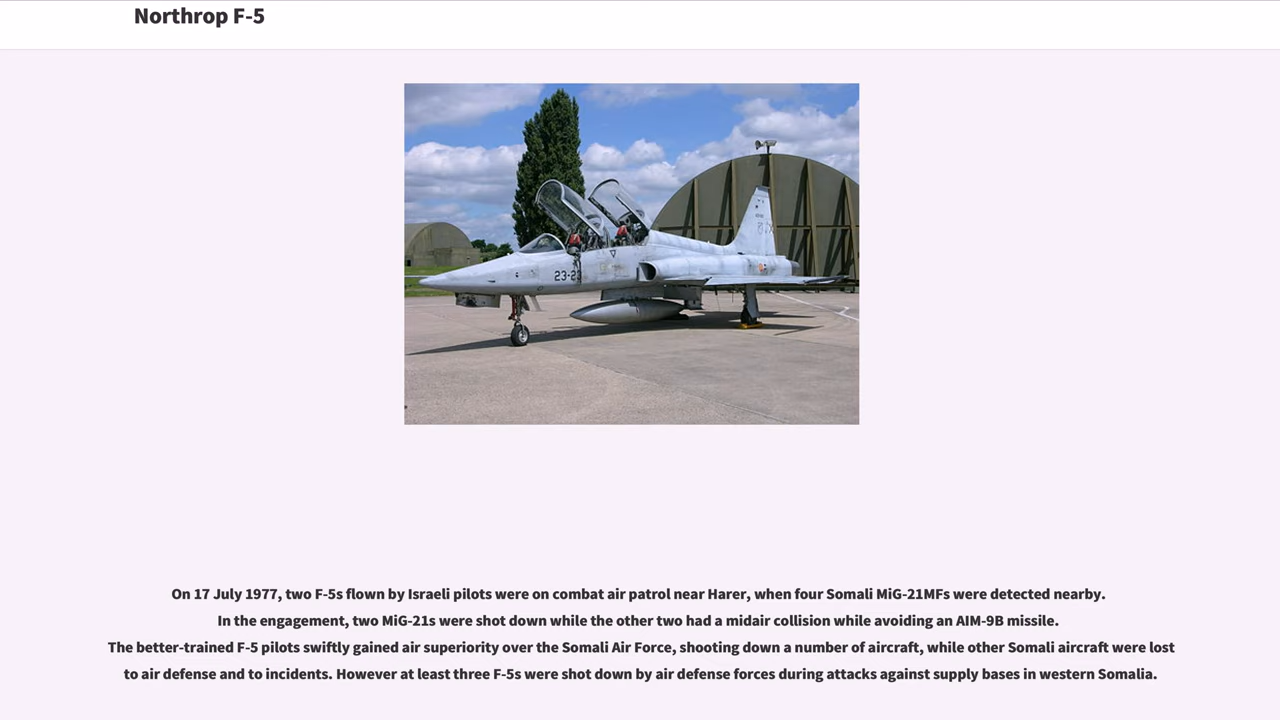 Northrop F-5
23-2
On 17 July 1977, two F-5s flown by Israeli pilots were on combat air patrol near Harer, when four Somali MiG-21MFs were detected nearby.
In the engagement, two MiG-21s were shot down while the other two had a midair collision while avoiding an AIM-9B missile.
The better-trained F-5 pilots swiftly gained air superiority over the Somali Air Force, shooting down a number of aircraft, while other Somali aircraft were lost
to air defense and to incidents. However at least three F-5s were shot down by air defense forces during attacks against supply bases in western Somalia.